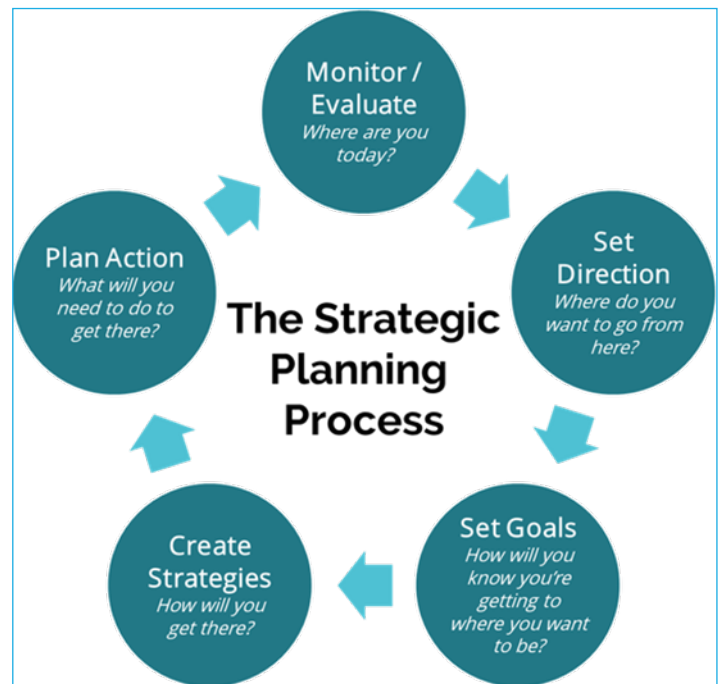 Monitor /
Evaluate
Where are you
today?
Set
Direction
Where do you
want to go from
here?
Set Goals
How will you
know you're
getting to
where you want
to be?
Create
Strategies
How will you
get there?
Plan Action
What will you
need to do to
get there?
The Strategic
Planning
Process